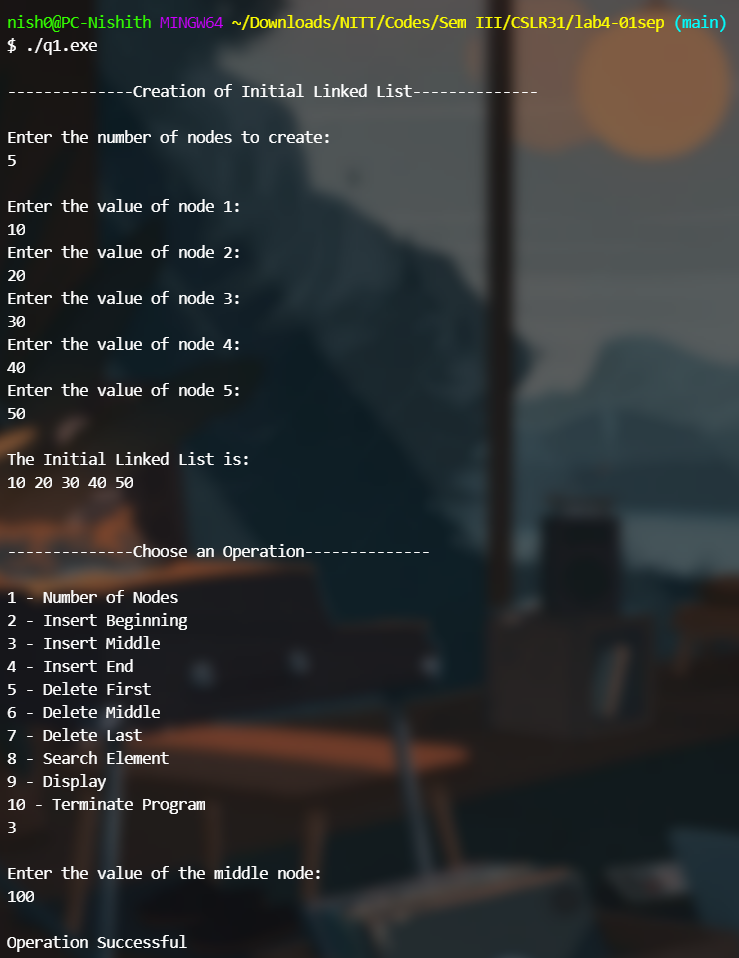 nish0@PC-Nishith MINGW64 ~/Downloads/NITT/Codes/Sem III/CSLR31/lab4-01sep (main)
$ ./q1.exe
--------------Creation of Initial Linked List--------------
Enter the number of nodes to create:
5
Enter the value of node 1:
10
Enter the value of node 2:
20
Enter the value of node 3:
30
Enter the value of node 4:
40
Enter the value of node 5:
50
The Initial Linked List is:
10 20 30 40 50
--------------Choose an Operation--------------
1 - Number of Nodes
2 - Insert Beginning
3 - Insert Middle
4 - Insert End
5 - Delete First
6 - Delete Middle
7 - Delete Last
8 - Search Element
9 - Display
10 - Terminate Program
3
Enter the value of the middle node:
100
Operation Successful